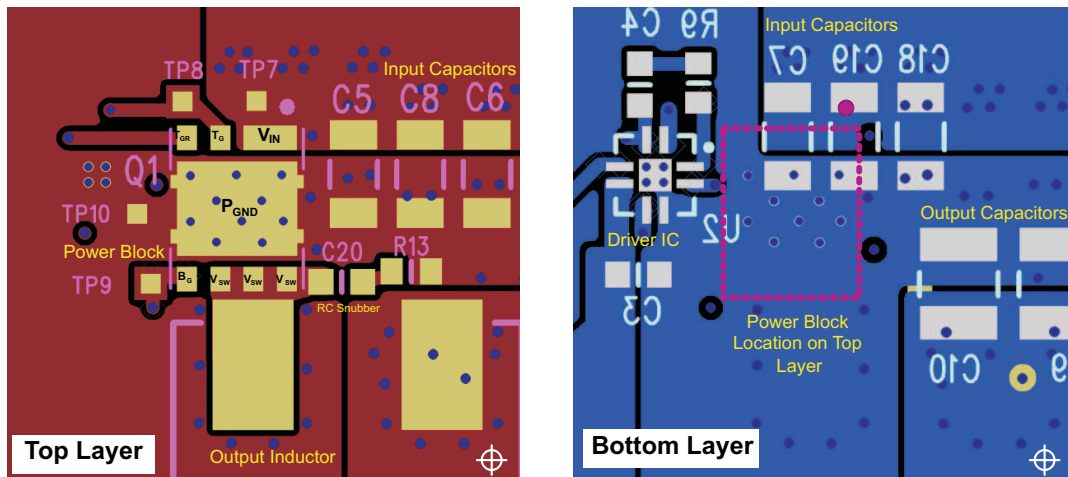 TP8
TP7
Input Capacitors
C5
C8
C6
TGR
TG
VIN
Q1
PGND
TP10
Power Block
TP9
BG
VSW
VSW
VSW
C20
R13
RC Snubber
Output Inductor
Top Layer
C4
R9
Input Capacitors
C7
C19
C18
Driver IC
U2
Output Capacitors
C3
Power Block
Location on Top
Layer
C10
9
Bottom Layer